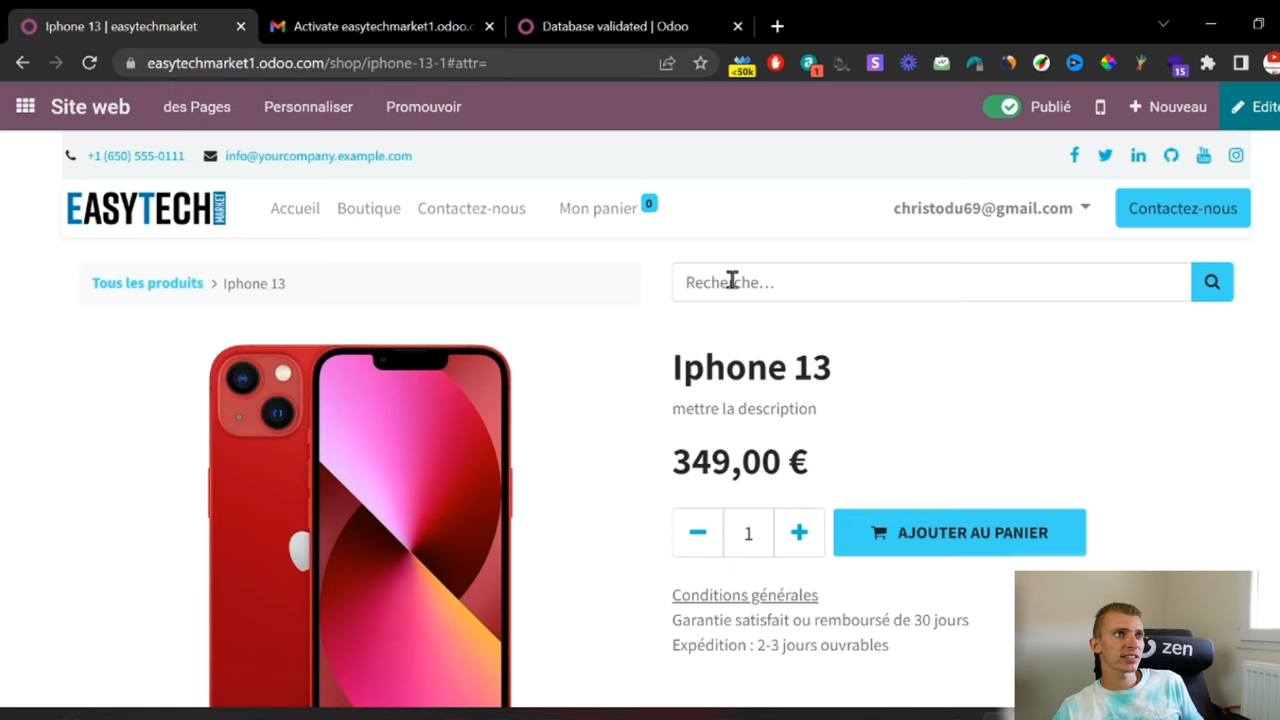 Iphone 13 | easytechmarket
Activate easytechmarket1.odoo.c
Database validated | Odoo
easytechmarket1.odoo.com/shop/iphone-13-1#attr=
<50k
1
15
Site web
des Pages
Personnaliser
Promouvoir
Publié
Nouveau
Edite
+1 (650) 555-0111
info@yourcompany.example.com
EASYTECH MARKET
Accueil
Boutique
Contactez-nous
Mon panier 0
christodu69@gmail.com
Contactez-nous
Tous les produits > Iphone 13
Recherche...
Iphone 13
mettre la description
349,00 €
1
AJOUTER AU PANIER
Conditions générales
Garantie satisfait ou remboursé de 30 jours
Expédition : 2-3 jours ouvrables
zen